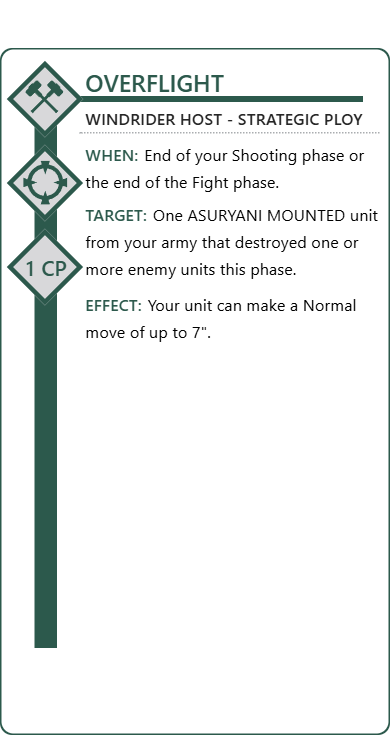 OVERFLIGHT
WINDRIDER HOST - STRATEGIC PLOY
WHEN: End of your Shooting phase or
the end of the Fight phase.
TARGET: One ASURYANI MOUNTED unit
from your army that destroyed one or
more enemy units this phase.
1 CP
EFFECT: Your unit can make a Normal
move of up to 7".